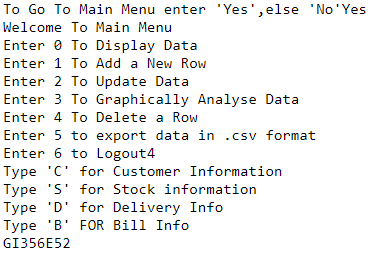 To Go To Main Menu enter 'Yes',else 'No'Yes
Welcome To Main Menu
Enter 0 To Display Data
Enter 1 To Add a New Row
Enter 2 To Update Data
Enter 3 To Graphically Analyse Data
Enter 4 To Delete a Row
Enter 5 to export data in .csv format
Enter 6 to Logout4
Type 'C' for Customer Information
Type 'S' for Stock information
Type 'D' for Delivery Info
Type 'B' FOR Bill Info
GI356E52